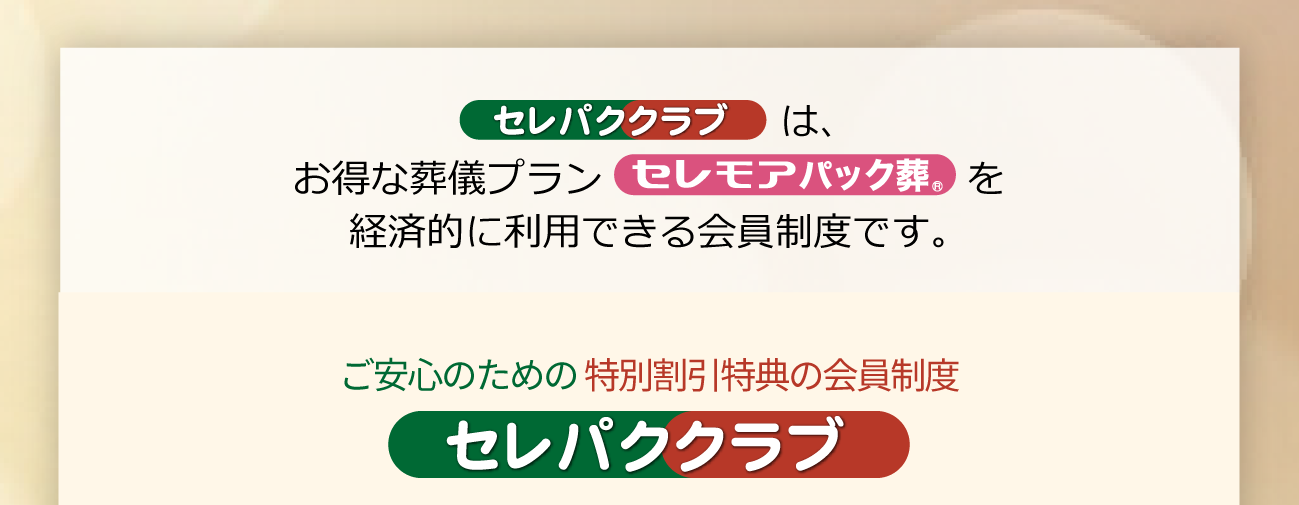 セレパククラブ は、
お得な葬儀プラン セレモアパック葬® を
経済的に利用できる会員制度です。
ご安心のための 特別割引特典の会員制度
セレパククラブ